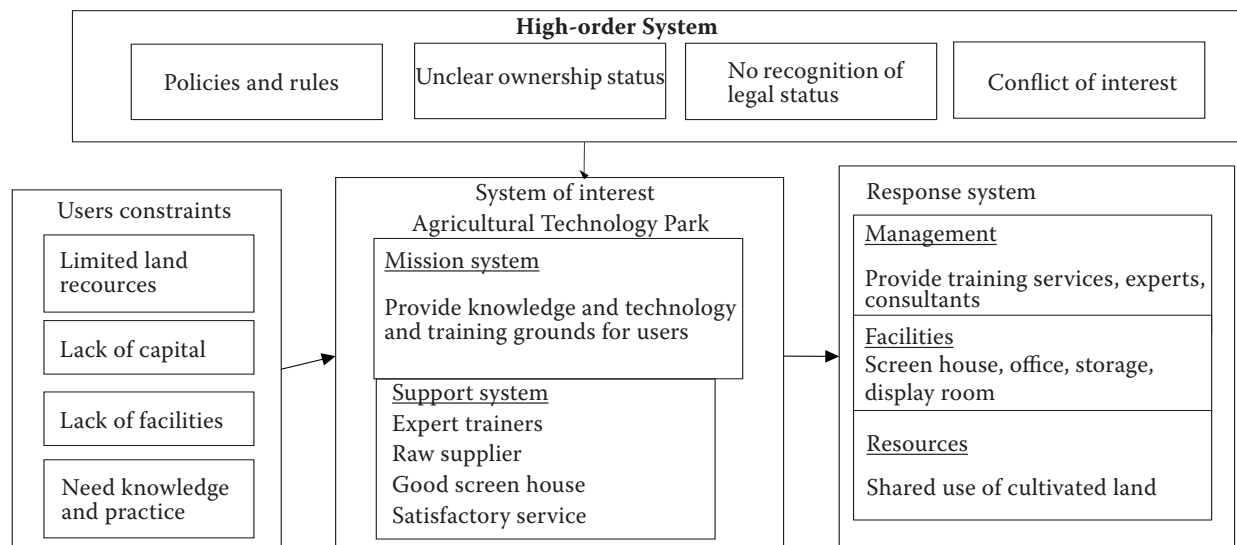 High-order System
Policies and rules
Unclear ownership status
No recognition of
legal status
Conflict of interest
Users constraints
Limited land
recources
Lack of capital
Lack of facilities
Need knowledge
and practice
System of interest
Agricultural Technology Park
Mission system
Provide knowledge and technology
and training grounds for users
Support system
Expert trainers
Raw supplier
Good screen house
Satisfactory service
Response system
Management
Provide training services, experts,
consultants
Facilities
Screen house, office, storage,
display room
Resources
Shared use of cultivated land